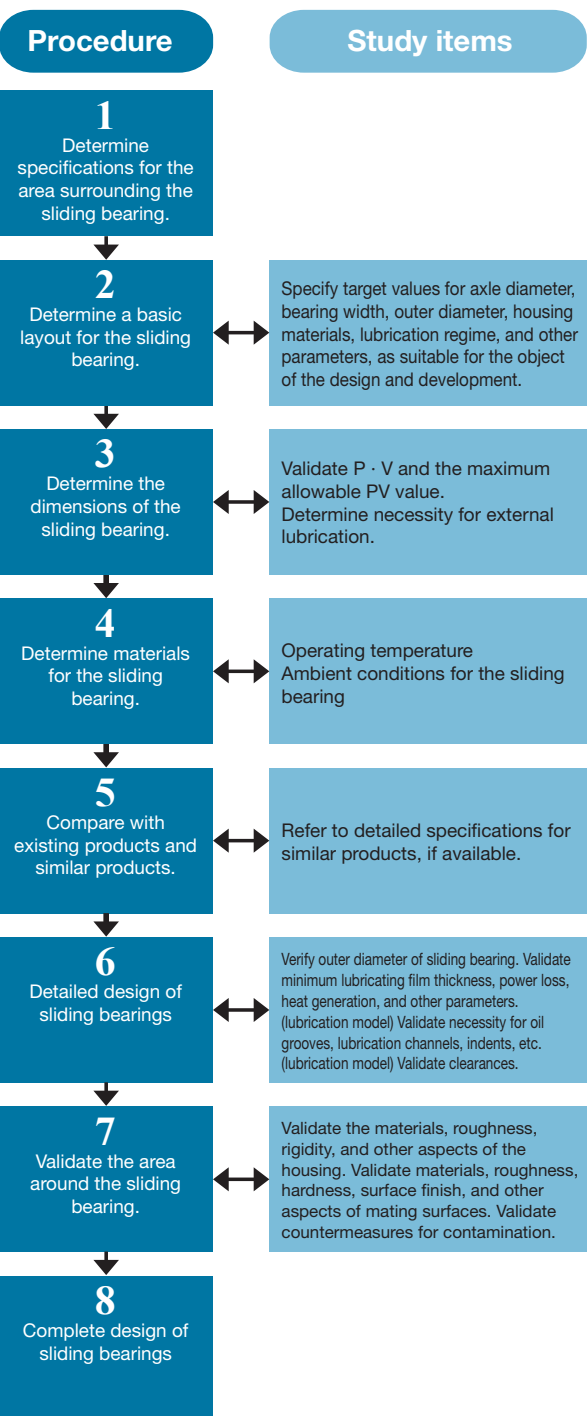 Procedure
Study items
1
Determine
specifications for the
area surrounding the
sliding bearing.
2
Determine a basic
layout for the sliding
bearing.
Specify target values for axle diameter,
bearing width, outer diameter, housing
materials, lubrication regime, and other
parameters, as suitable for the object
of the design and development.
3
Determine the
dimensions of the
sliding bearing.
Validate P · V and the maximum
allowable PV value.
Determine necessity for external
lubrication.
4
Determine materials
for the sliding
bearing.
Operating temperature
Ambient conditions for the sliding
bearing
5
Compare with
existing products and
similar products.
Refer to detailed specifications for
similar products, if available.
6
Detailed design of
sliding bearings
Verify outer diameter of sliding bearing. Validate
minimum lubricating film thickness, power loss,
heat generation, and other parameters.
(lubrication model) Validate necessity for oil
grooves, lubrication channels, indents, etc.
(lubrication model) Validate clearances.
7
Validate the area
around the sliding
bearing.
Validate the materials, roughness,
rigidity, and other aspects of the
housing. Validate materials, roughness,
hardness, surface finish, and other
aspects of mating surfaces. Validate
countermeasures for contamination.
8
Complete design of
sliding bearings